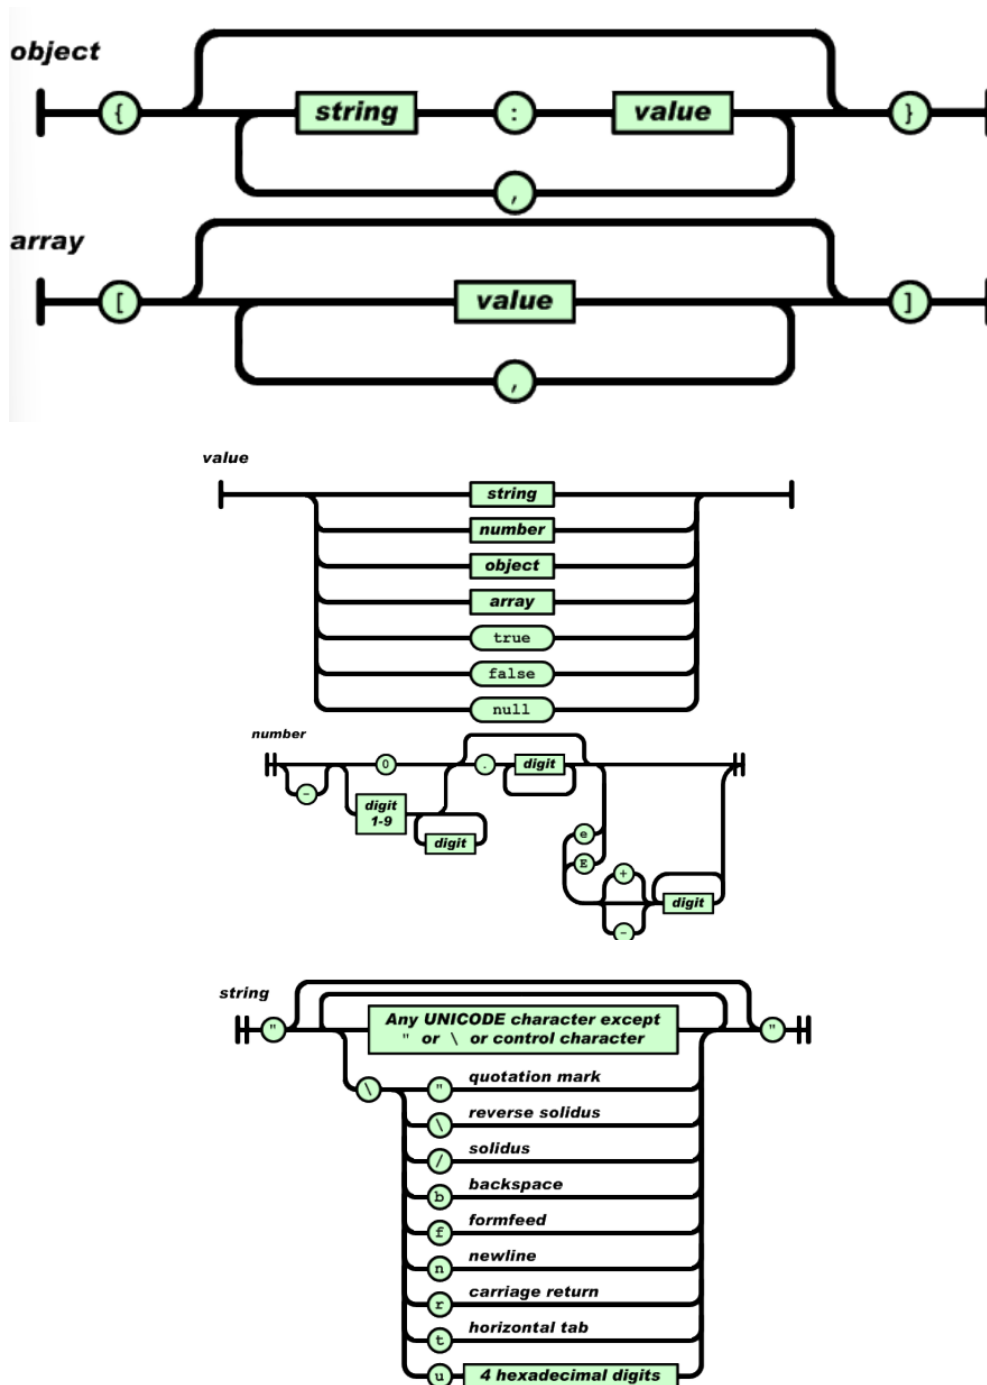 object
{ string : value }
,
array
[ value ]
,
value
string
number
object
array
true
false
null
number
0 . digit
-
digit
1-9
digit
e
E
+
digit
-
string
" Any UNICODE character except "
" or \ or control character
\ " quotation mark
\ reverse solidus
/ solidus
b backspace
f formfeed
n newline
r carriage return
t horizontal tab
u 4 hexadecimal digits